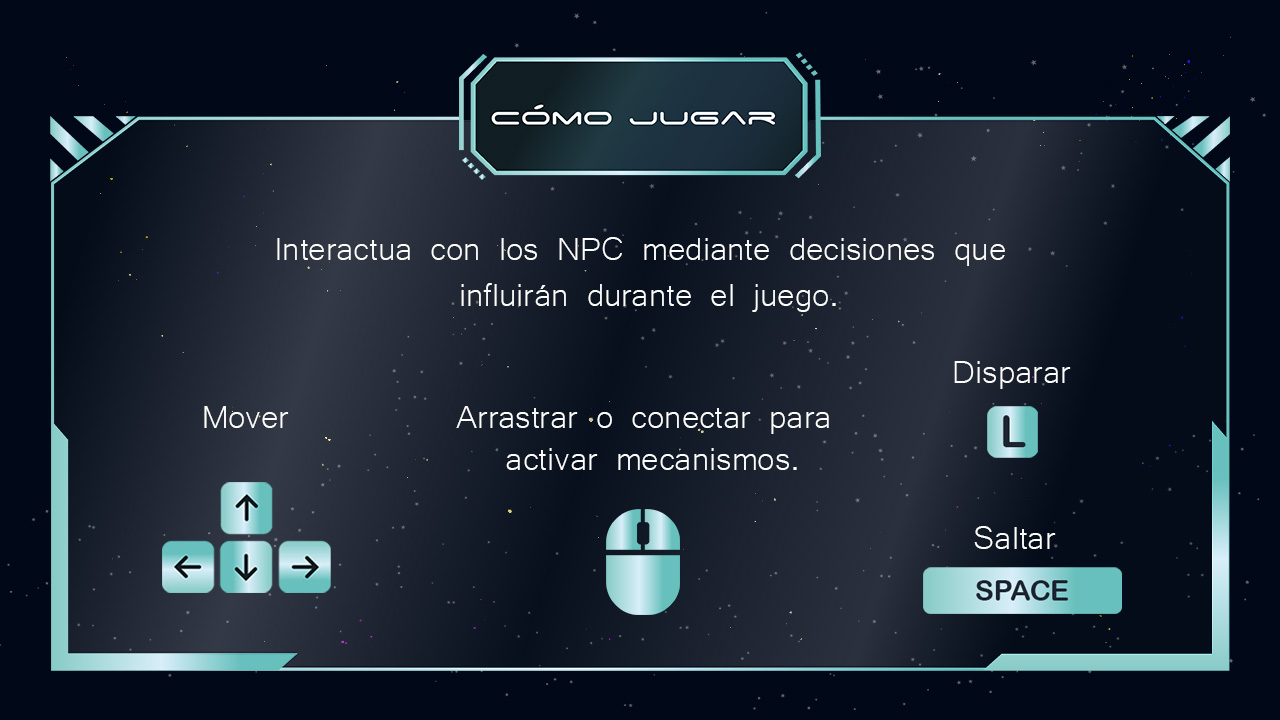 CÓMO JUGAR
Interactua con los NPC mediante decisiones que
influirán durante el juego.
Disparar
L
Mover
Arrastrar o conectar para
activar mecanismos.
Saltar
SPACE